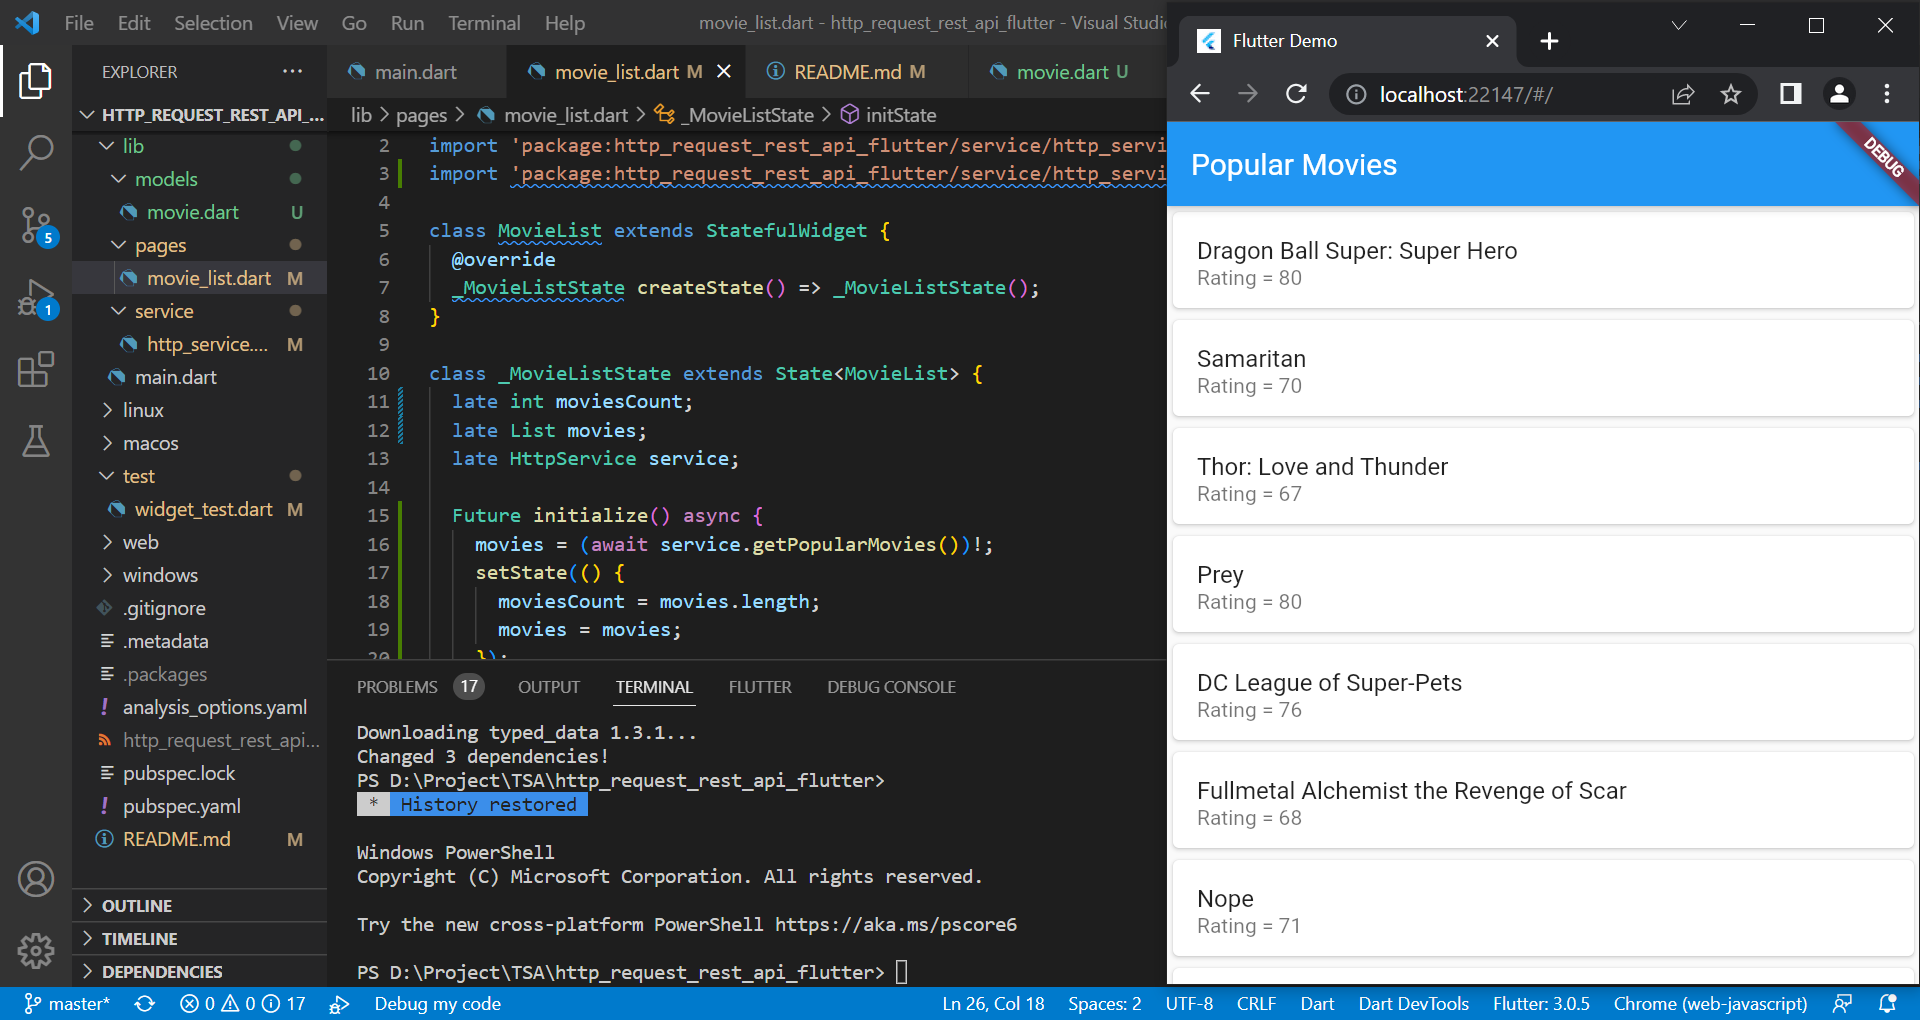 File Edit Selection View Go Run Terminal Help
movie_list.dart - http_request_rest_api_flutter - Visual Studio
EXPLORER
HTTP_REQUEST_REST_API_...
lib
models
movie.dart U
pages
movie_list.dart M
service
http_service.... M
main.dart
linux
macos
test
widget_test.dart M
web
windows
.gitignore
.metadata
.packages
analysis_options.yaml
http_request_rest_api...
pubspec.lock
pubspec.yaml
README.md M
OUTLINE
TIMELINE
DEPENDENCIES
5
1
main.dart movie_list.dart M README.md M movie.dart U
lib > pages > movie_list.dart > _MovieListState > initState
2 import 'package:http_request_rest_api_flutter/service/http_servi
3 import 'package:http_request_rest_api_flutter/service/http_servi
4
5 class MovieList extends StatefulWidget {
6 @override
7 _MovieListState createState() => _MovieListState();
8 }
9
10 class _MovieListState extends State<MovieList> {
11 late int moviesCount;
12 late List movies;
13 late HttpService service;
14
15 Future initialize() async {
16 movies = (await service.getPopularMovies())!;
17 setState(() {
18 moviesCount = movies.length;
19 movies = movies;
20 });
PROBLEMS 17 OUTPUT TERMINAL FLUTTER DEBUG CONSOLE
Downloading typed_data 1.3.1...
Changed 3 dependencies!
PS D:\Project\TSA\http_request_rest_api_flutter>
* History restored
Windows PowerShell
Copyright (C) Microsoft Corporation. All rights reserved.
Try the new cross-platform PowerShell https://aka.ms/pscore6
PS D:\Project\TSA\http_request_rest_api_flutter>
Flutter Demo
localhost:22147/#/
Popular Movies
DEBUG
Dragon Ball Super: Super Hero
Rating = 80
Samaritan
Rating = 70
Thor: Love and Thunder
Rating = 67
Prey
Rating = 80
DC League of Super-Pets
Rating = 76
Fullmetal Alchemist the Revenge of Scar
Rating = 68
Nope
Rating = 71
master* 0 0 17 Debug my code Ln 26, Col 18 Spaces: 2 UTF-8 CRLF Dart Dart DevTools Flutter: 3.0.5 Chrome (web-javascript)